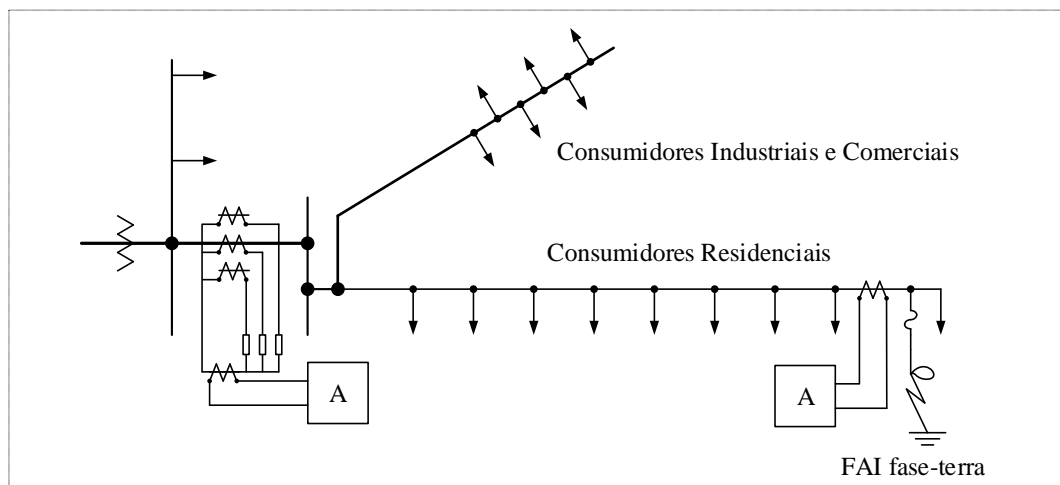 Consumidores Industriais e Comerciais
Consumidores Residenciais
A
A
FAI fase-terra